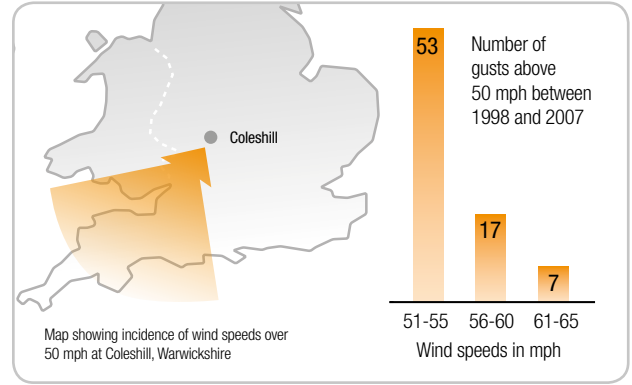 Coleshill
Map showing incidence of wind speeds over
50 mph at Coleshill, Warwickshire
53
17
7
Number of
gusts above
50 mph between
1998 and 2007
51-55 56-60 61-65
Wind speeds in mph